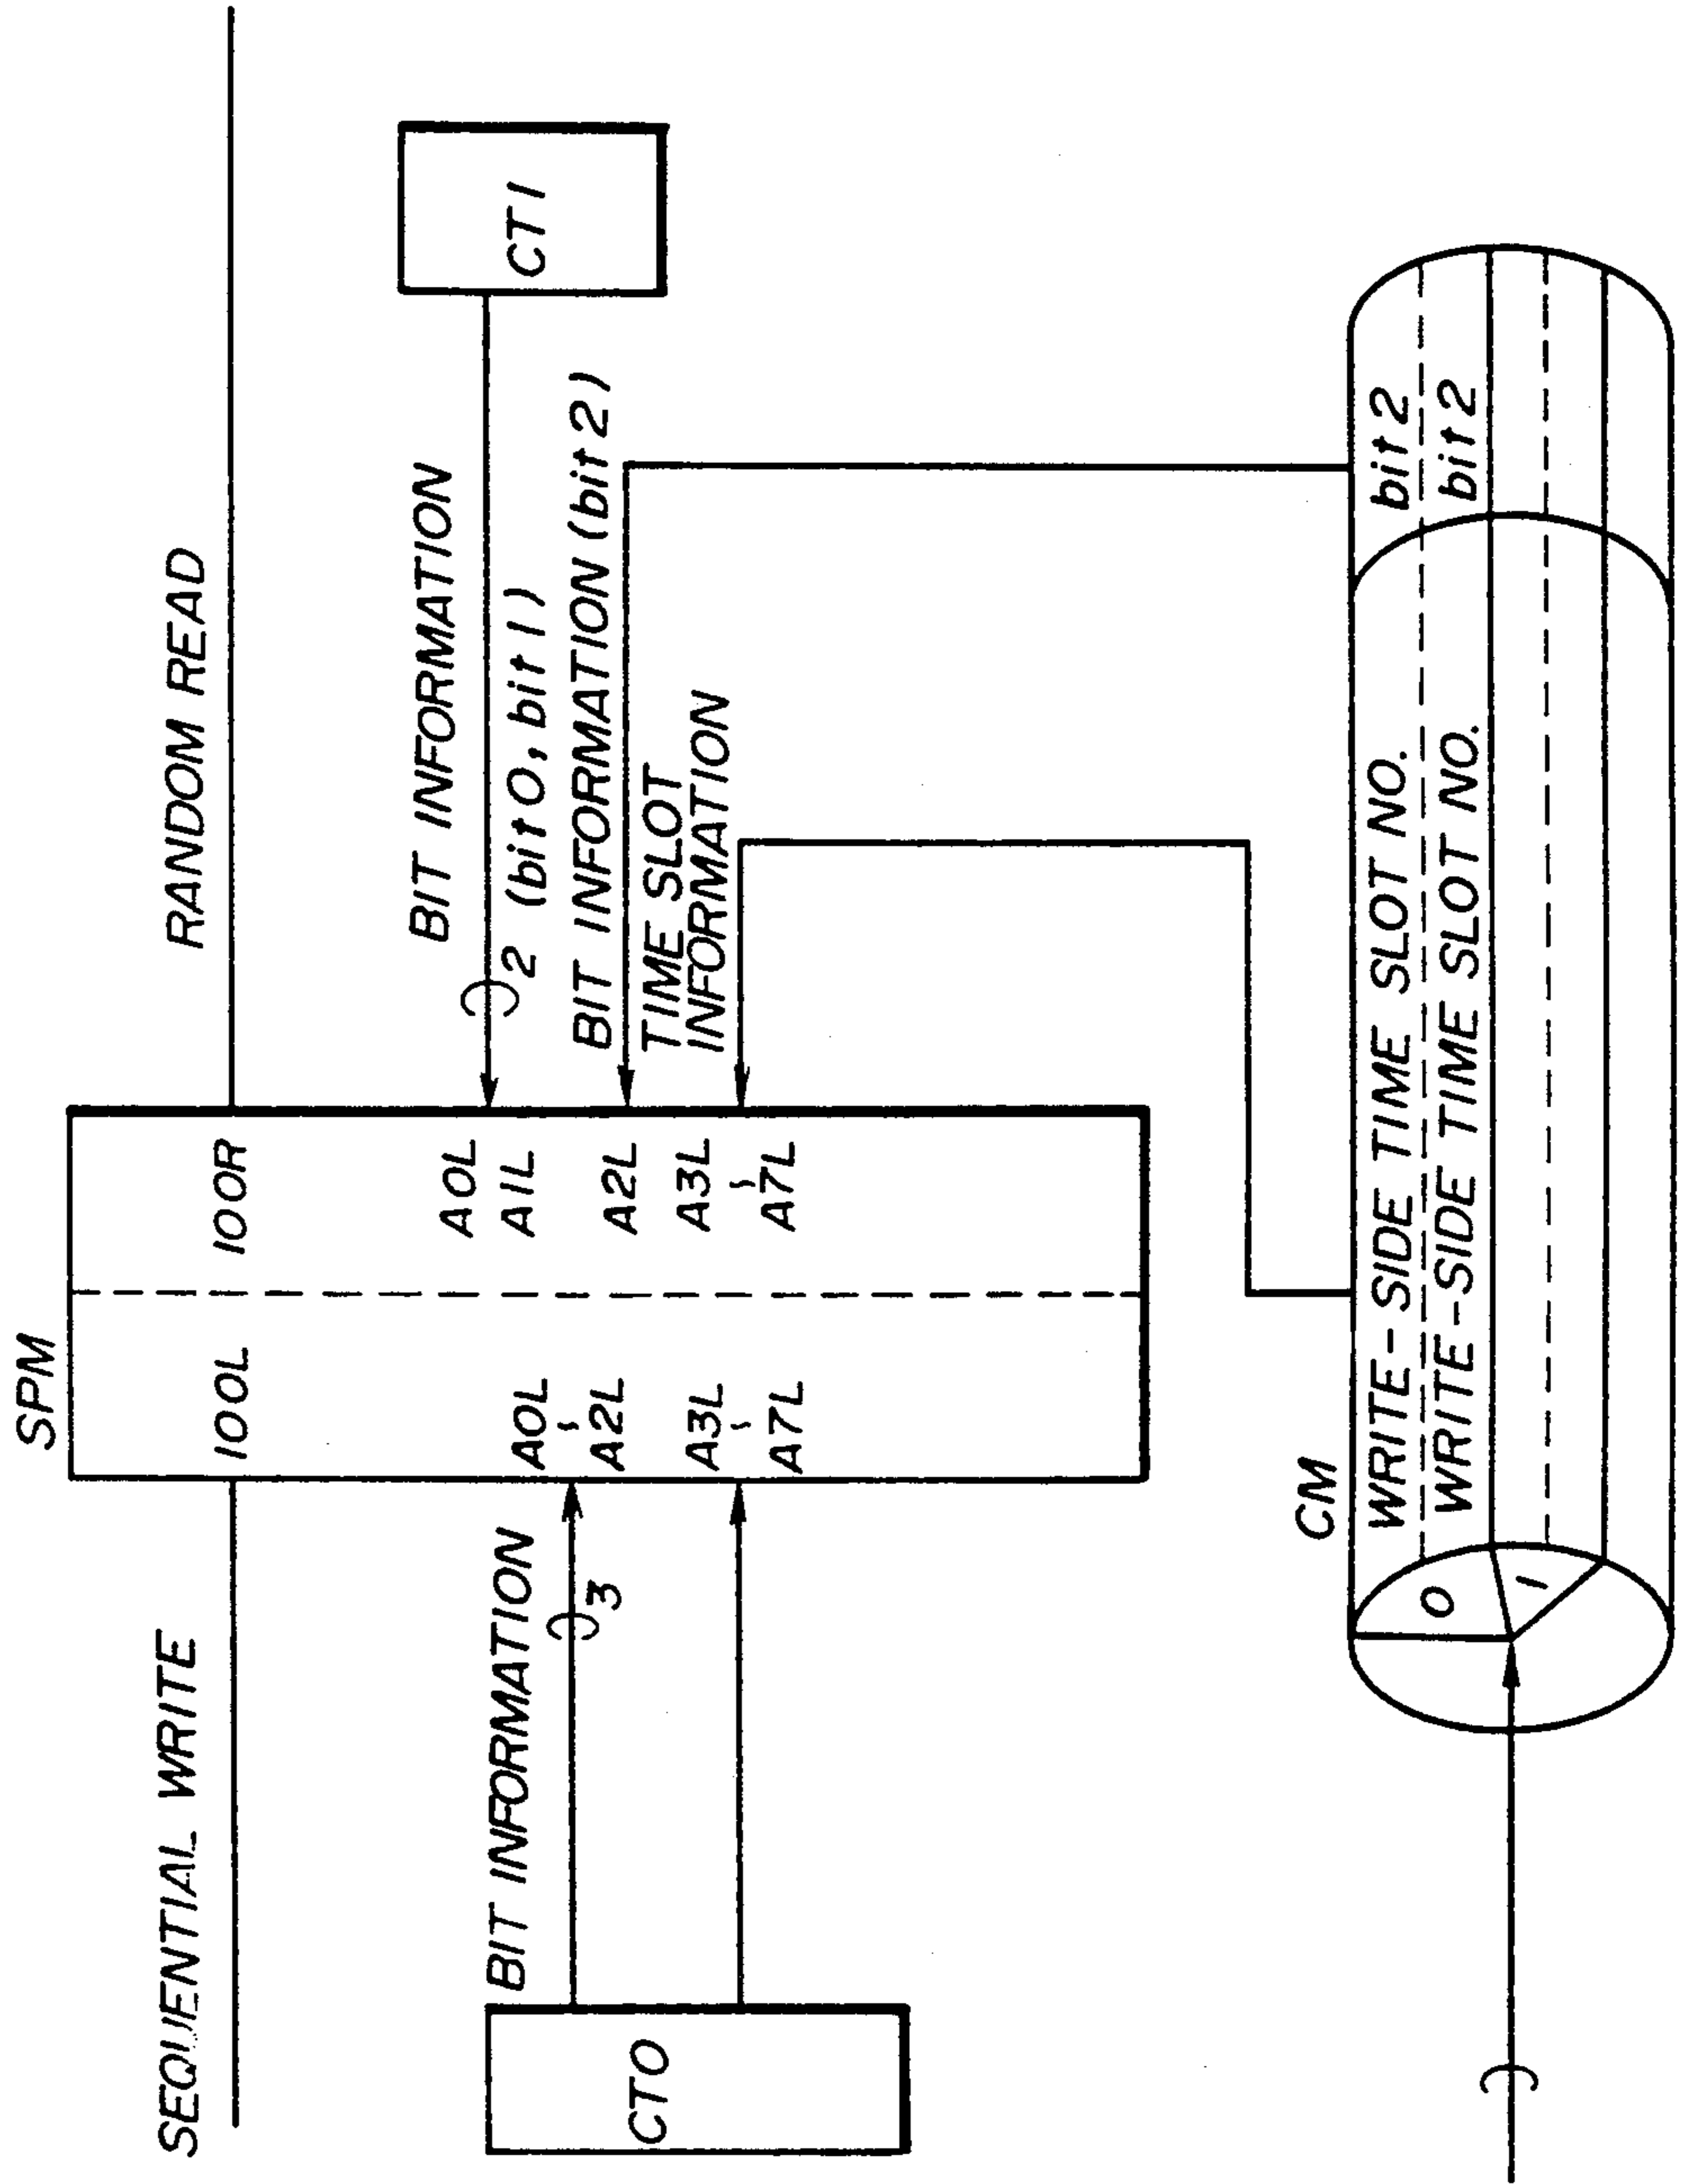 SPM
SEQUENTIAL WRITE
RANDOM READ
100L
100R
BIT INFORMATION
BIT INFORMATION
CT1
3
A0L
A2L
A3L
A7L
A0L
A1L
A2L
A3L
A7L
2 (bit 0, bit 1)
BIT INFORMATION (bit 2)
TIME SLOT
INFORMATION
CT0
CM
0
1
WRITE-SIDE TIME SLOT NO. bit 2
WRITE-SIDE TIME SLOT NO. bit 2